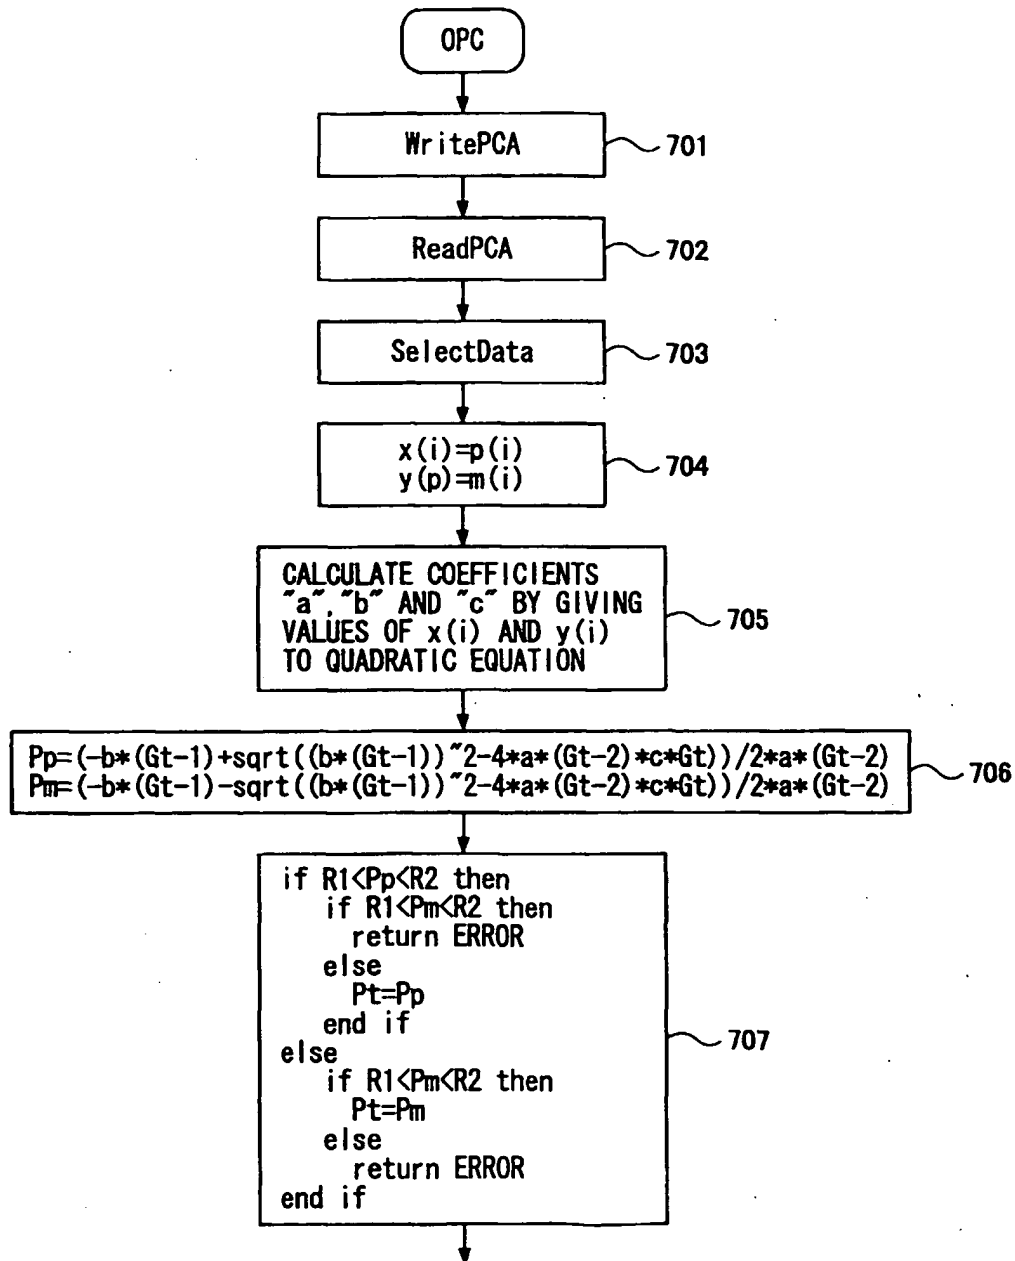 OPC
WritePCA
701
ReadPCA
702
SelectData
703
x(i)=p(i)
y(p)=m(i)
704
CALCULATE COEFFICIENTS
"a","b" AND "c" BY GIVING
VALUES OF x(i) AND y(i)
TO QUADRATIC EQUATION
705
Pp=(-b*(Gt-1)+sqrt((b*(Gt-1))~2-4*a*(Gt-2)*c*Gt))/2*a*(Gt-2)
Pm=(-b*(Gt-1)-sqrt((b*(Gt-1))~2-4*a*(Gt-2)*c*Gt))/2*a*(Gt-2)
706
if R1<Pp<R2 then
if R1<Pm<R2 then
return ERROR
else
Pt=Pp
end if
else
if R1<Pm<R2 then
Pt=Pm
else
return ERROR
end if
707